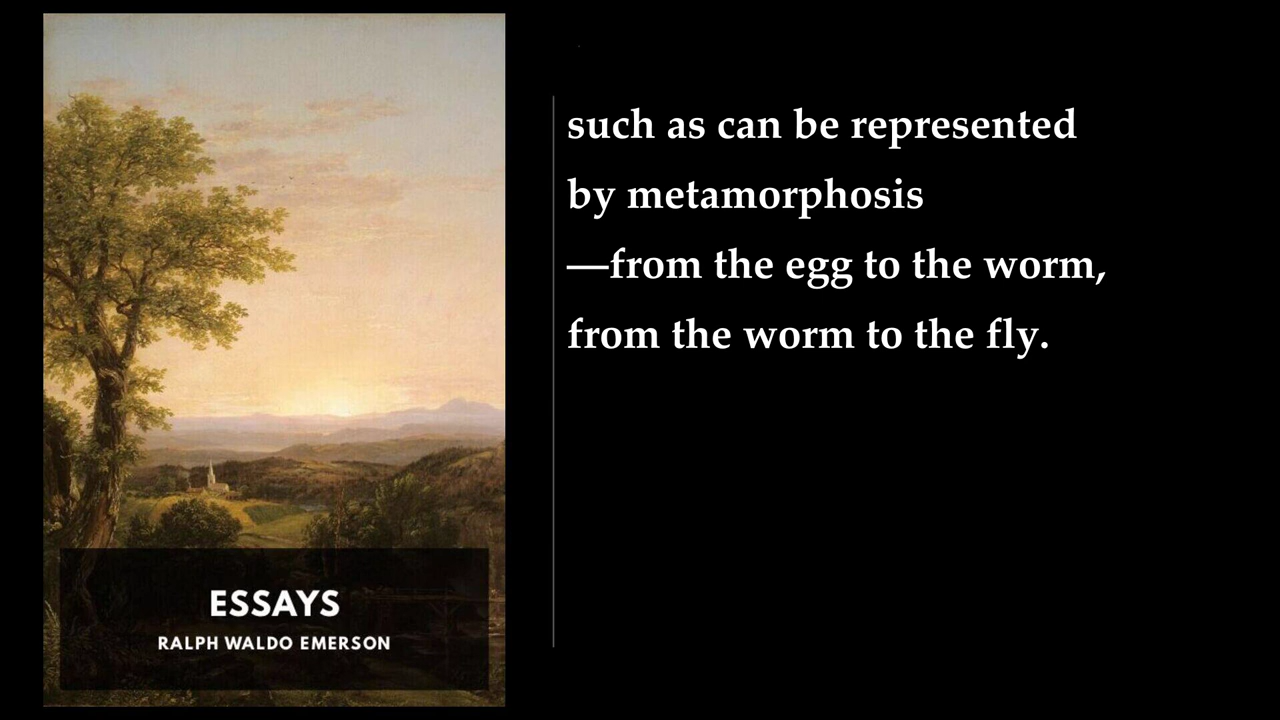 ESSAYS
RALPH WALDO EMERSON
such as can be represented
by metamorphosis
—from the egg to the worm,
from the worm to the fly.